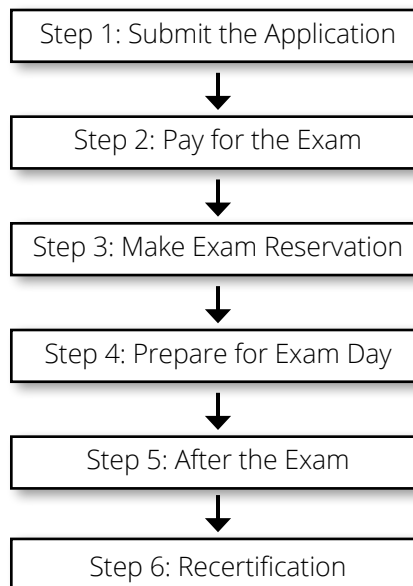 Step 1: Submit the Application
Step 2: Pay for the Exam
Step 3: Make Exam Reservation
Step 4: Prepare for Exam Day
Step 5: After the Exam
Step 6: Recertification